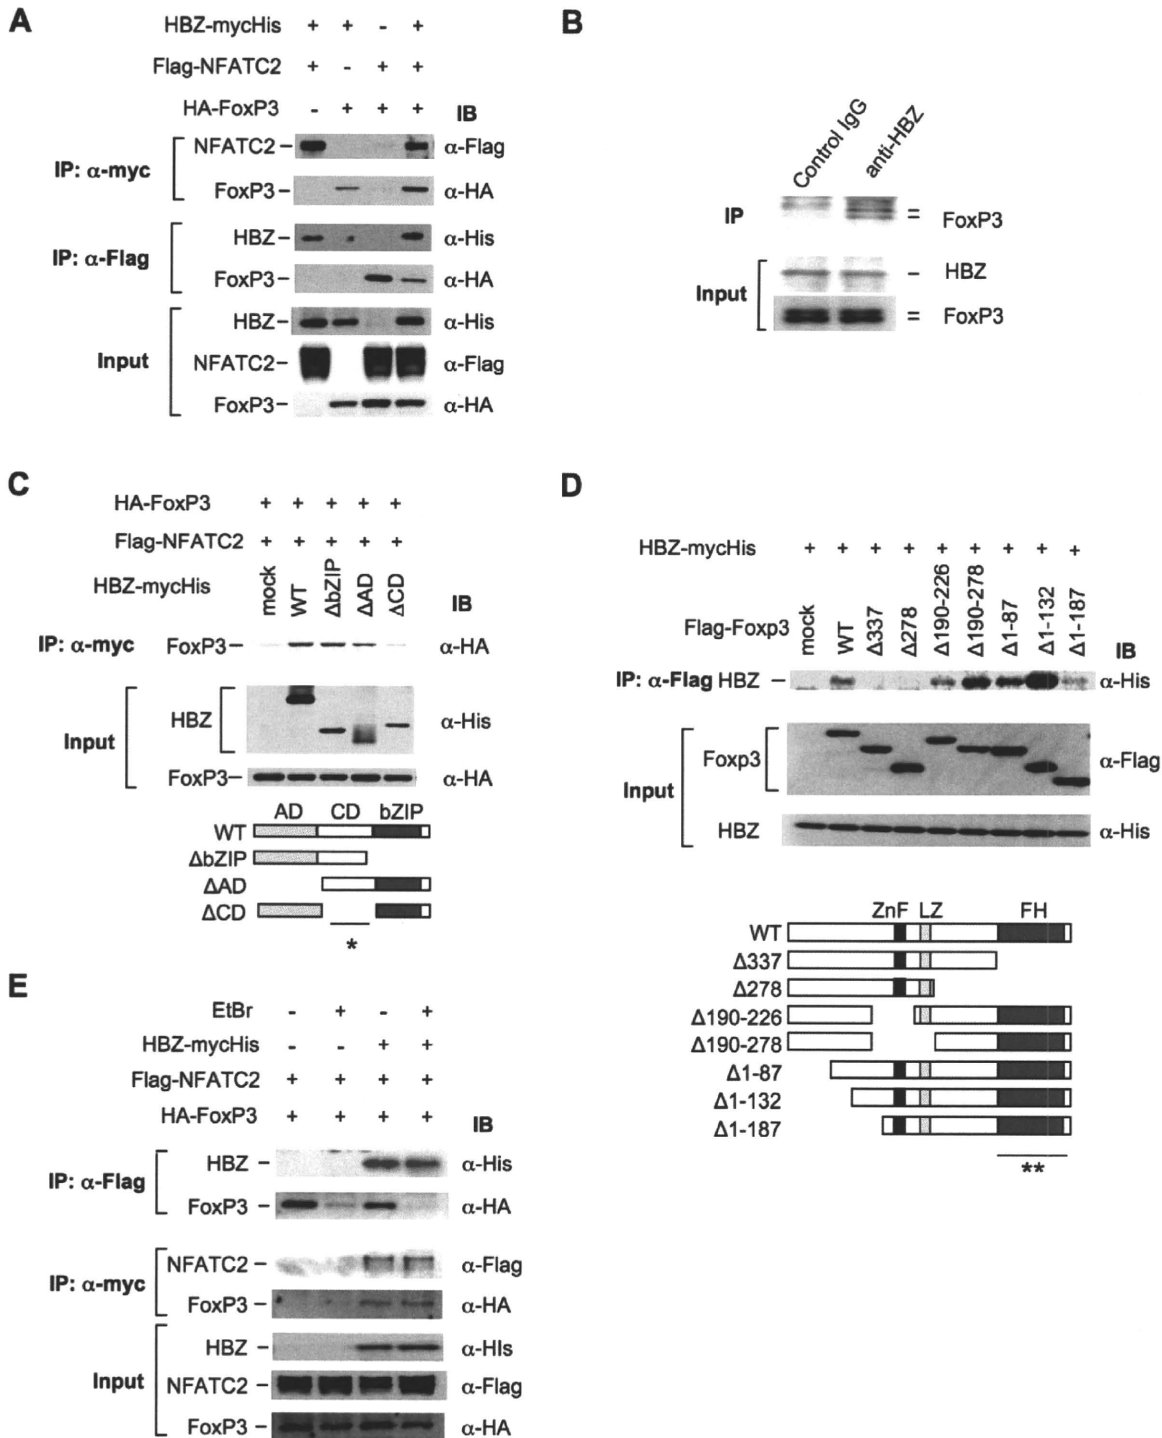 A
HBZ-mycHis + + - +
Flag-NFATC2 + - + +
HA-FoxP3 - + + + IB
IP: α-myc
NFATC2 – α-Flag
FoxP3 – α-HA
IP: α-Flag
HBZ – α-His
FoxP3 – α-HA
Input
HBZ – α-His
NFATC2 – α-Flag
FoxP3 – α-HA
B
Control IgG
anti-HBZ
IP = FoxP3
Input
– HBZ
= FoxP3
C
HA-FoxP3 + + + + +
Flag-NFATC2 + + + + +
HBZ-mycHis mock WT ΔbZIP ΔAD ΔCD IB
IP: α-myc FoxP3 – α-HA
Input
HBZ α-His
FoxP3 – α-HA
AD CD bZIP
WT
ΔbZIP
ΔAD
ΔCD
*
D
HBZ-mycHis + + + + + + + + +
Flag-Foxp3 mock WT Δ337 Δ278 Δ190-226 Δ190-278 Δ1-87 Δ1-132 Δ1-187 IB
IP: α-Flag HBZ – α-His
Input
Foxp3 α-Flag
HBZ α-His
ZnF LZ FH
WT
Δ337
Δ278
Δ190-226
Δ190-278
Δ1-87
Δ1-132
Δ1-187
**
E
EtBr - + - +
HBZ-mycHis - - + +
Flag-NFATC2 + + + +
HA-FoxP3 + + + + IB
IP: α-Flag
HBZ – α-His
FoxP3 – α-HA
IP: α-myc
NFATC2 – α-Flag
FoxP3 – α-HA
Input
HBZ – α-HIs
NFATC2 – α-Flag
FoxP3 – α-HA